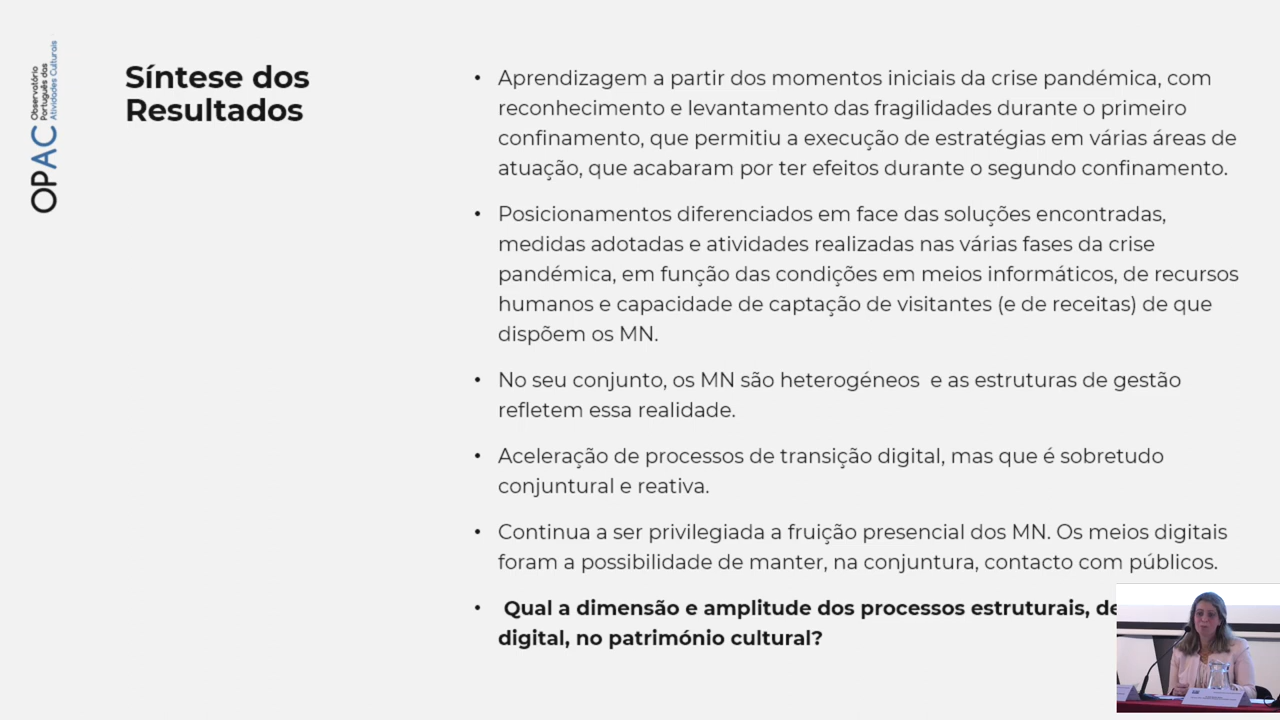 OPAC Observatório
Português das
Atividades Culturais
Síntese dos
Resultados
• Aprendizagem a partir dos momentos iniciais da crise pandémica, com
reconhecimento e levantamento das fragilidades durante o primeiro
confinamento, que permitiu a execução de estratégias em várias áreas de
atuação, que acabaram por ter efeitos durante o segundo confinamento.
• Posicionamentos diferenciados em face das soluções encontradas,
medidas adotadas e atividades realizadas nas várias fases da crise
pandémica, em função das condições em meios informáticos, de recursos
humanos e capacidade de captação de visitantes (e de receitas) de que
dispõem os MN.
• No seu conjunto, os MN são heterogéneos e as estruturas de gestão
refletem essa realidade.
• Aceleração de processos de transição digital, mas que é sobretudo
conjuntural e reativa.
• Continua a ser privilegiada a fruição presencial dos MN. Os meios digitais
foram a possibilidade de manter, na conjuntura, contacto com públicos.
• Qual a dimensão e amplitude dos processos estruturais, de
digital, no património cultural?